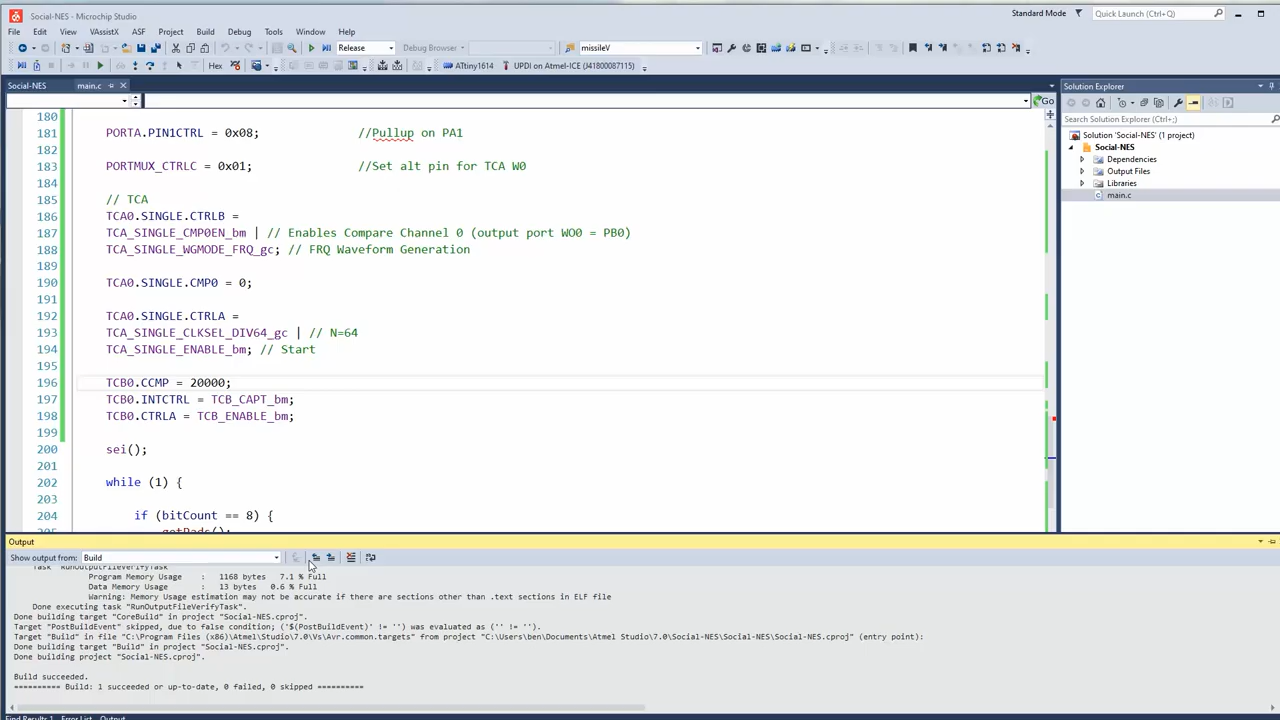 Social-NES - Microchip Studio
Standard Mode
Quick Launch (Ctrl+Q)
File Edit View VAssistX ASF Project Build Debug Tools Window Help
Release
Debug Browser
missileV
Hex
ATtiny1614
UPDI on Atmel-ICE (J41800087115)
Social-NES
main.c
Go
180
181 PORTA.PIN1CTRL = 0x08; //Pullup on PA1
182
183 PORTMUX_CTRLC = 0x01; //Set alt pin for TCA W0
184
185 // TCA
186 TCA0.SINGLE.CTRLB =
187 TCA_SINGLE_CMP0EN_bm | // Enables Compare Channel 0 (output port WO0 = PB0)
188 TCA_SINGLE_WGMODE_FRQ_gc; // FRQ Waveform Generation
189
190 TCA0.SINGLE.CMP0 = 0;
191
192 TCA0.SINGLE.CTRLA =
193 TCA_SINGLE_CLKSEL_DIV64_gc | // N=64
194 TCA_SINGLE_ENABLE_bm; // Start
195
196 TCB0.CCMP = 20000;
197 TCB0.INTCTRL = TCB_CAPT_bm;
198 TCB0.CTRLA = TCB_ENABLE_bm;
199
200 sei();
201
202 while (1) {
203
204 if (bitCount == 8) {
205 getPads();
Solution Explorer
Search Solution Explorer (Ctrl+;)
Solution 'Social-NES' (1 project)
Social-NES
Dependencies
Output Files
Libraries
main.c
Output
Show output from: Build
Task "RunOutputFileVerifyTask"
Program Memory Usage : 1168 bytes 7.1 % Full
Data Memory Usage : 13 bytes 0.6 % Full
Warning: Memory Usage estimation may not be accurate if there are sections other than .text sections in ELF file
Done executing task "RunOutputFileVerifyTask".
Done building target "CoreBuild" in project "Social-NES.cproj".
Target "PostBuildEvent" skipped, due to false condition; ('$(PostBuildEvent)' != '') was evaluated as ('' != '').
Target "Build" in file "C:\Program Files (x86)\Atmel\Studio\7.0\Vs\Avr.common.targets" from project "C:\Users\ben\Documents\Atmel Studio\7.0\Social-NES\Social-NES\Social-NES.cproj" (entry point):
Done building target "Build" in project "Social-NES.cproj".
Done building project "Social-NES.cproj".
Build succeeded.
========== Build: 1 succeeded or up-to-date, 0 failed, 0 skipped ==========
Find Results 1 Error List Output